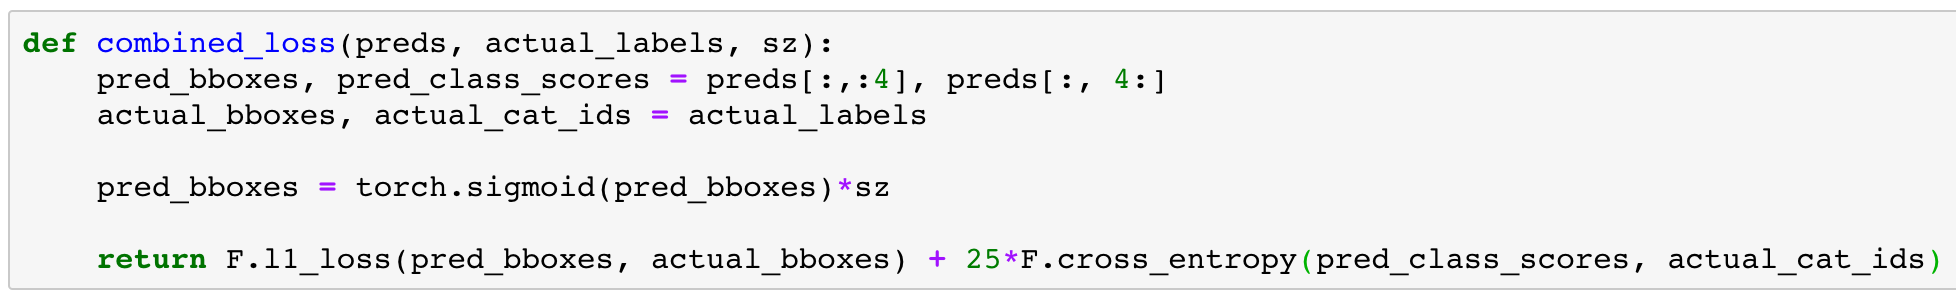 def combined_loss(preds, actual_labels, sz):
    pred_bboxes, pred_class_scores = preds[:,:4], preds[:, 4:]
    actual_bboxes, actual_cat_ids = actual_labels

    pred_bboxes = torch.sigmoid(pred_bboxes)*sz

    return F.l1_loss(pred_bboxes, actual_bboxes) + 25*F.cross_entropy(pred_class_scores, actual_cat_ids)